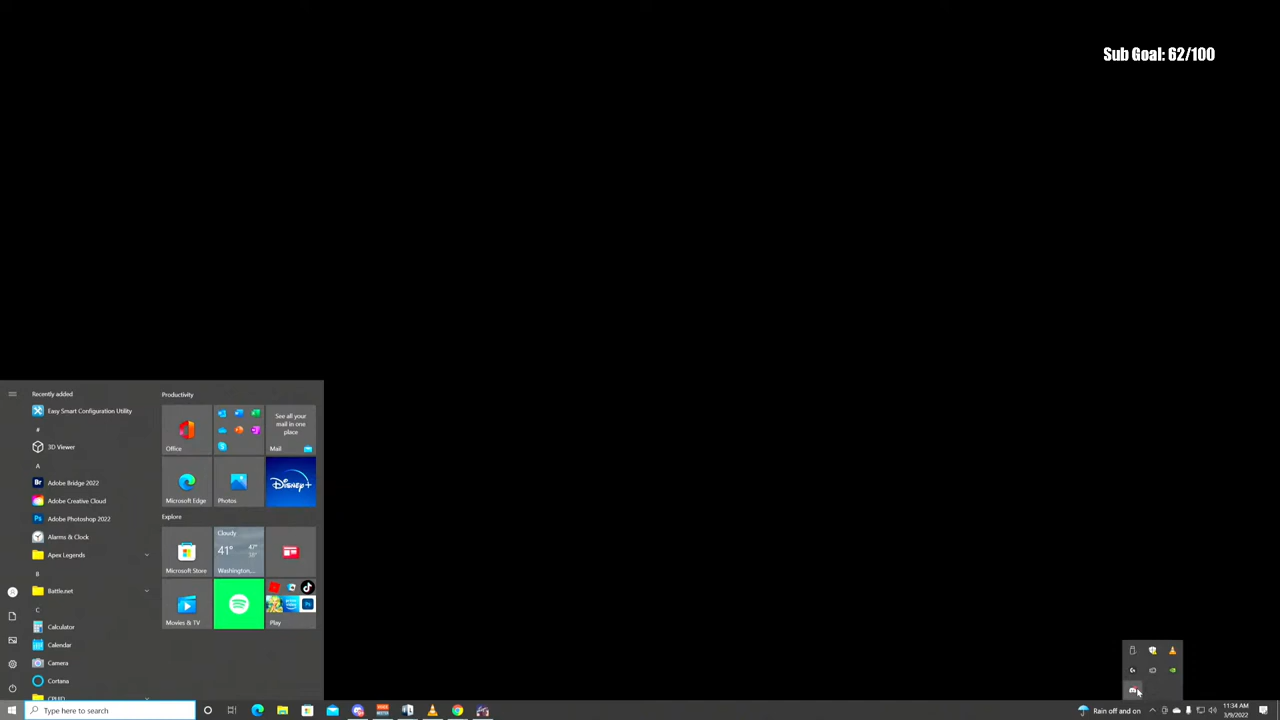 Sub Goal: 62/100
Recently added
Easy Smart Configuration Utility
#
3D Viewer
A
Adobe Bridge 2022
Adobe Creative Cloud
Adobe Photoshop 2022
Alarms & Clock
Apex Legends
B
Battle.net
C
Calculator
Calendar
Camera
Cortana
CPUID
Productivity
Office
See all your
mail in one
place
Mail
Microsoft Edge
Photos
Disney+
Explore
Microsoft Store
Cloudy
41°
47°
Washington,...
Movies & TV
Play
Type here to search
Rain off and on
11:34 AM
3/9/2022